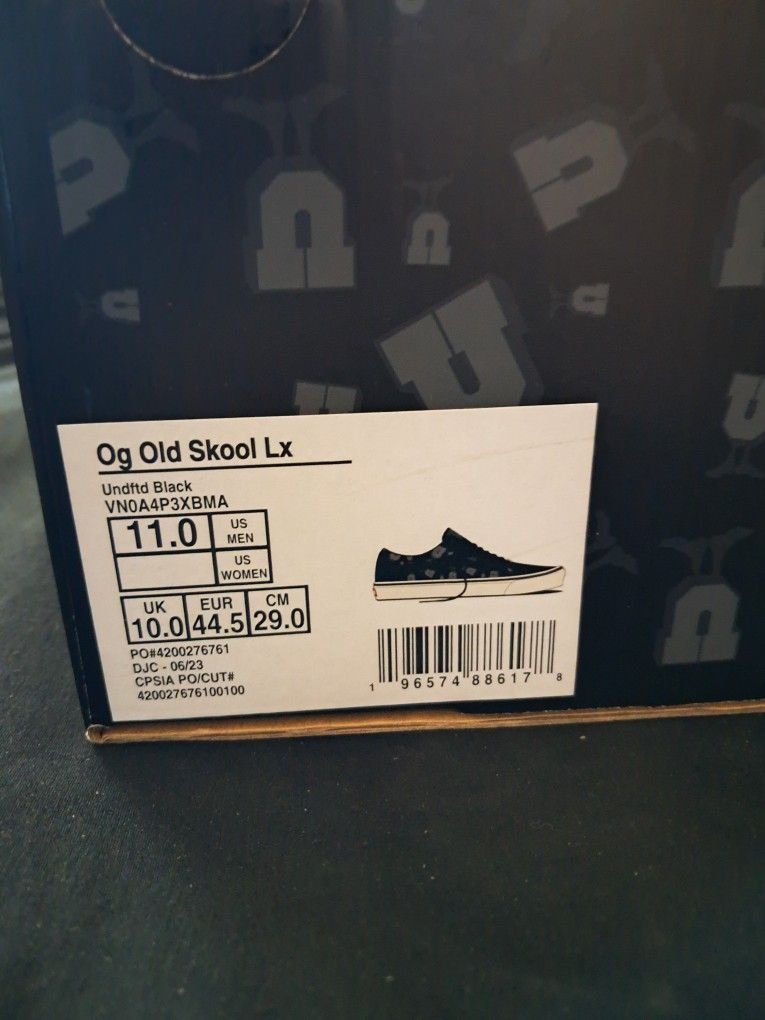 Og Old Skool Lx
Undftd Black
VN0A4P3XBMA
11.0 US MEN
US WOMEN
UK EUR CM
10.0 44.5 29.0
PO#4200276761
DJC - 06/23
CPSIA PO/CUT#
420027676100100
1 96574 88617 8
U
U
U
U
U
U
U
U
U
U